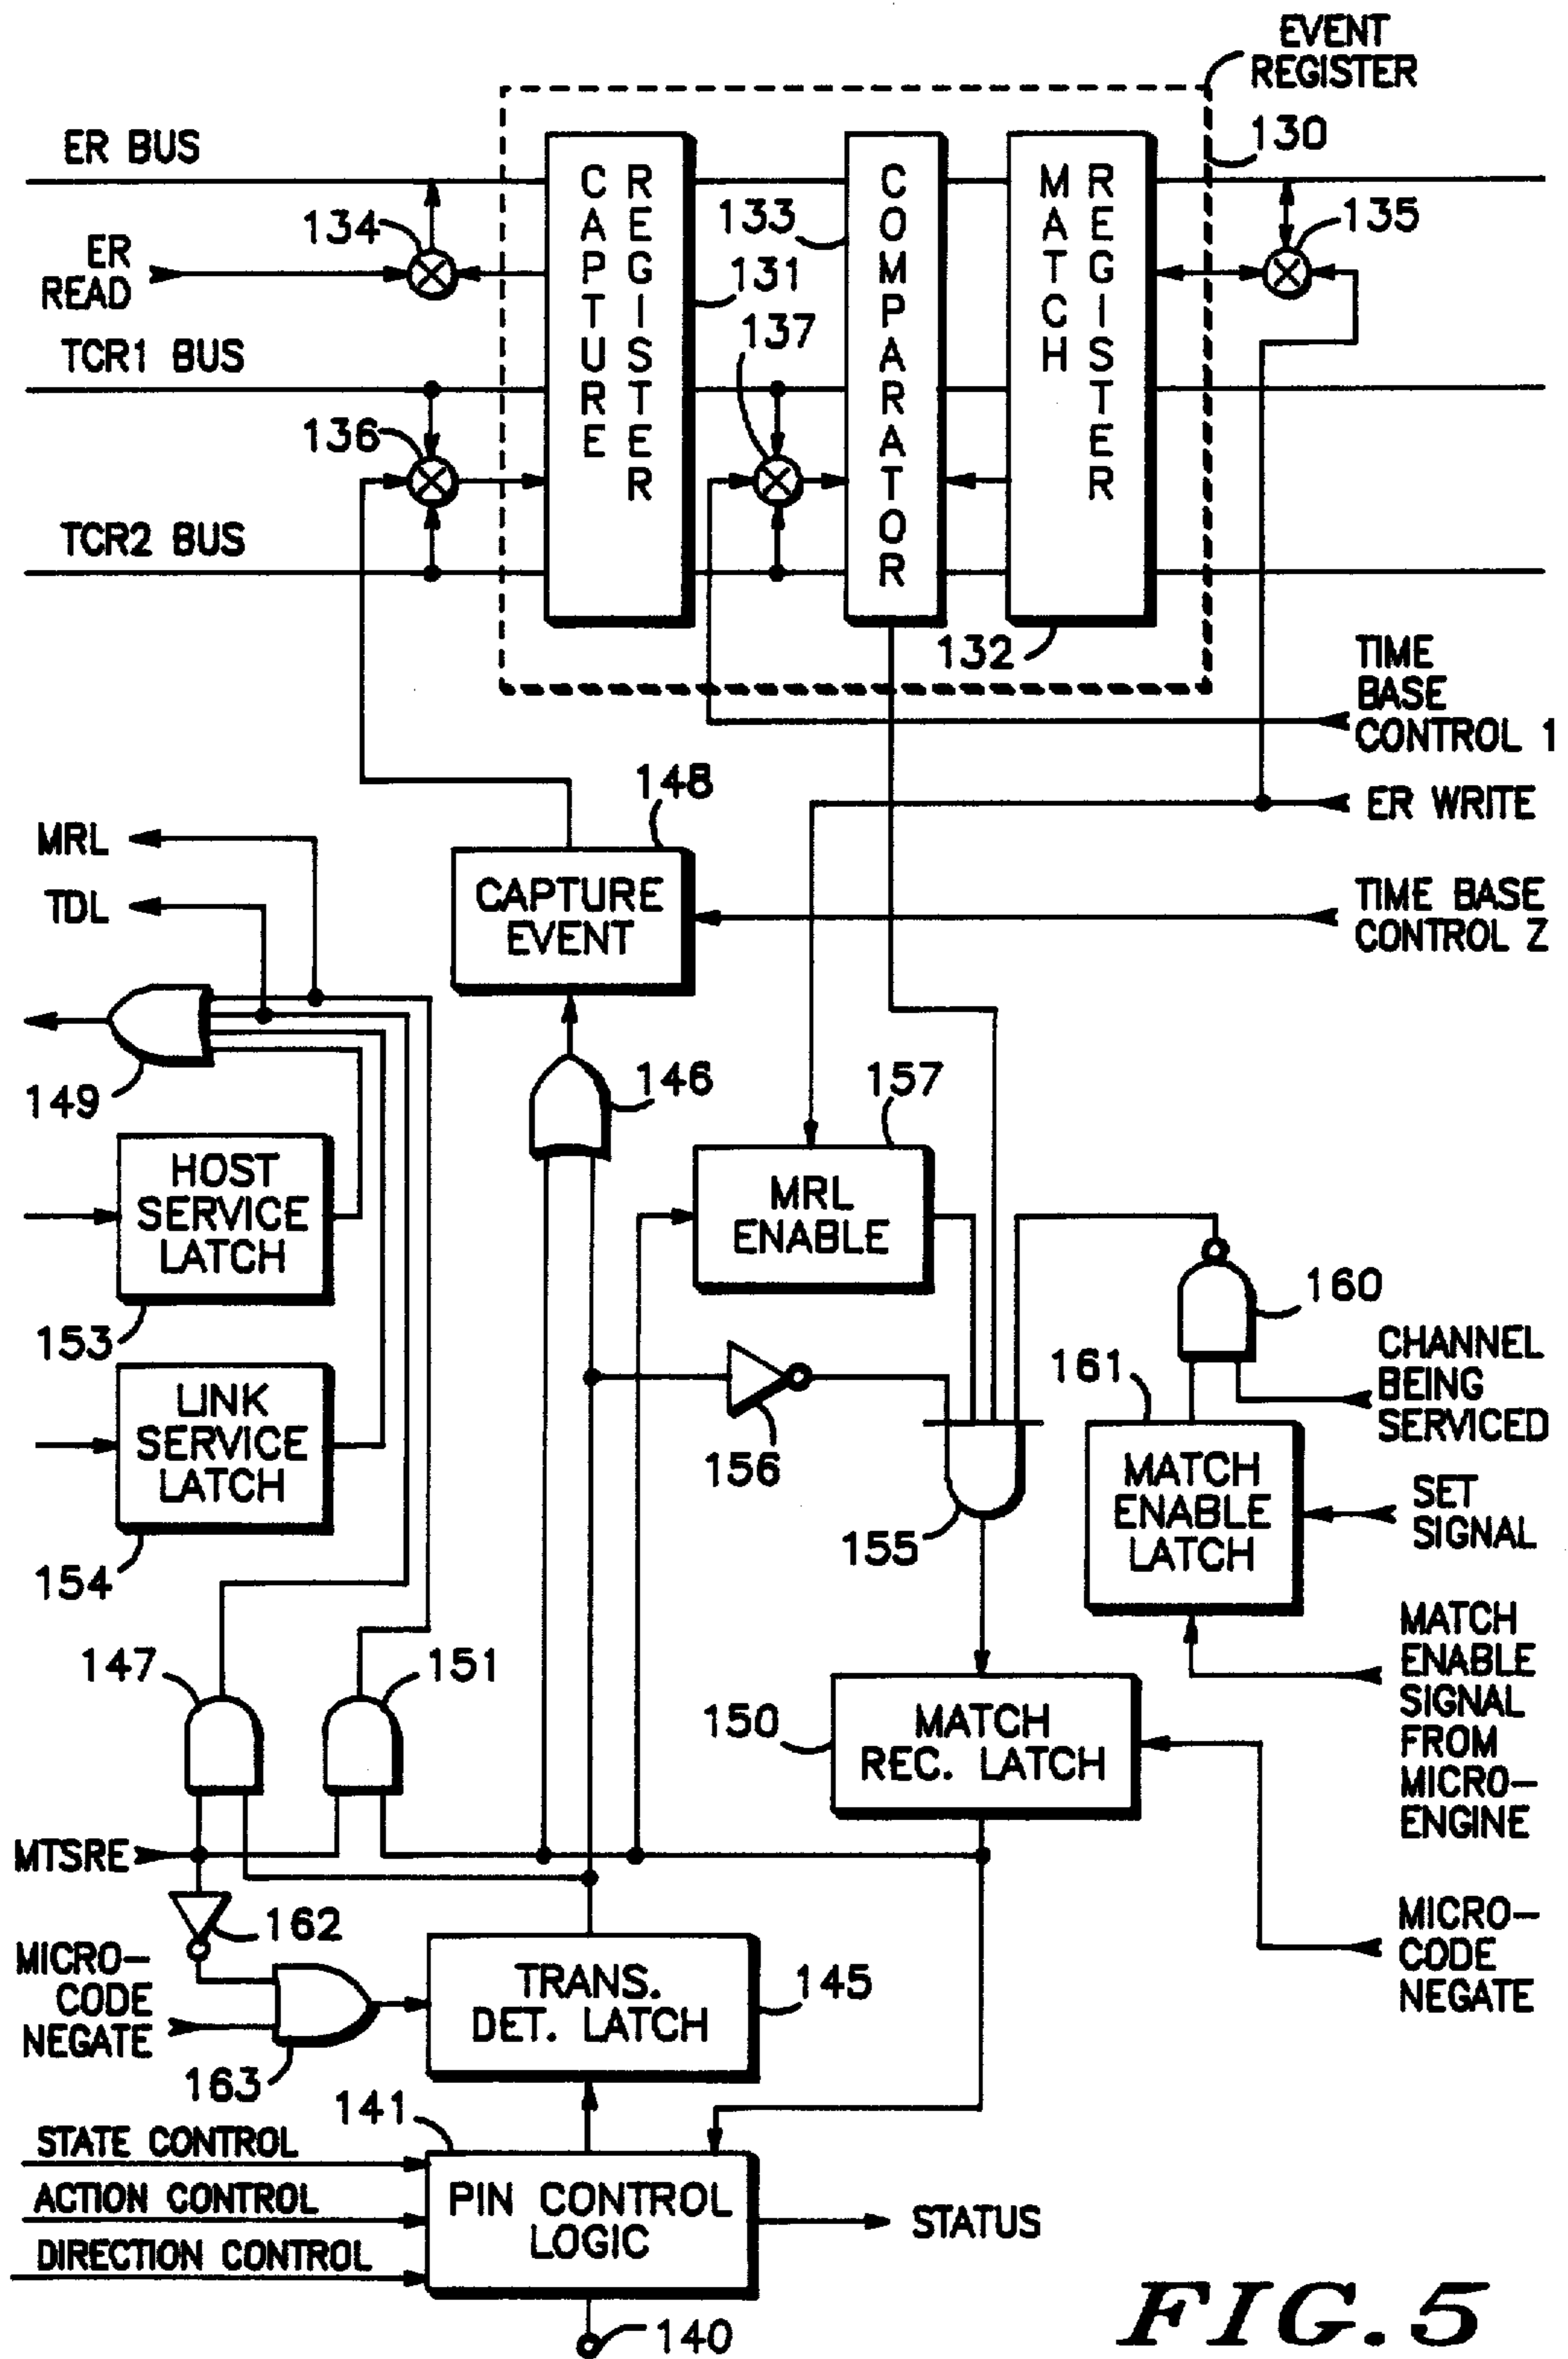 EVENT
REGISTER
130
ER BUS
CAPTURE
REGISTER
COMPARATOR
MATCH
REGISTER
133
134
135
ER
READ
131
137
TCR1 BUS
136
TCR2 BUS
132
TIME
BASE
CONTROL 1
148
ER WRITE
MRL
CAPTURE
EVENT
TIME BASE
CONTROL Z
TDL
149
146
157
HOST
SERVICE
LATCH
MRL
ENABLE
160
153
CHANNEL
BEING
SERVICED
161
LINK
SERVICE
LATCH
156
MATCH
ENABLE
LATCH
SET
SIGNAL
155
154
MATCH
ENABLE
SIGNAL
FROM
MICRO-
ENGINE
147
151
150
MATCH
REC. LATCH
MTSRE
162
MICRO-
CODE
NEGATE
MICRO-
CODE
NEGATE
TRANS.
DET. LATCH
145
163
141
STATE CONTROL
ACTION CONTROL
DIRECTION CONTROL
PIN CONTROL
LOGIC
STATUS
140
FIG.5